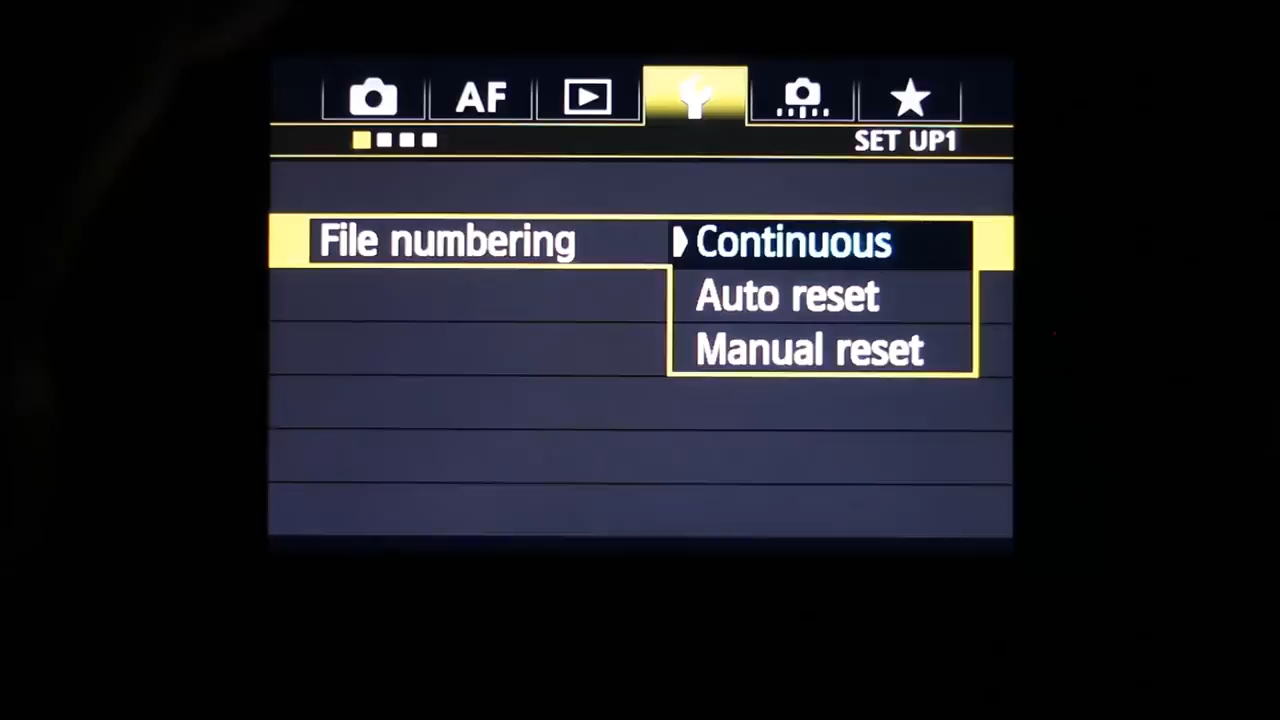 AF
SET UP1
File numbering Continuous
Auto reset
Manual reset